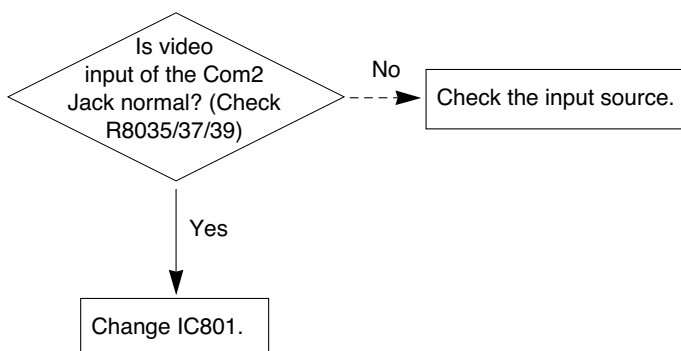 Is video
input of the Com2
Jack normal? (Check
R8035/37/39)
No
Check the input source.
Yes
Change IC801.